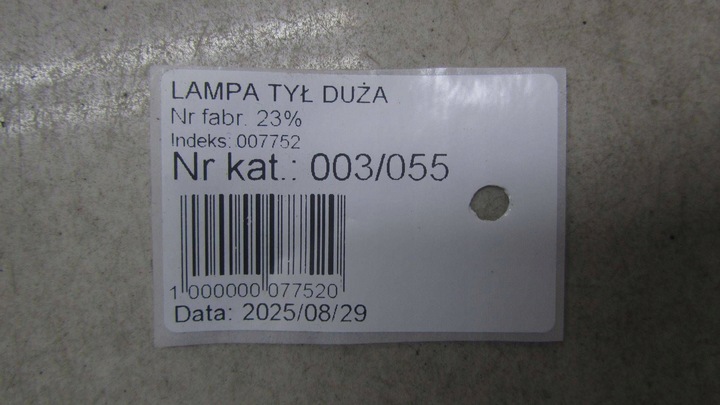 LAMPA TYŁ DUŻA
Nr fabr. 23%
Indeks: 007752
Nr kat.: 003/055
1 000000 077520
Data: 2025/08/29